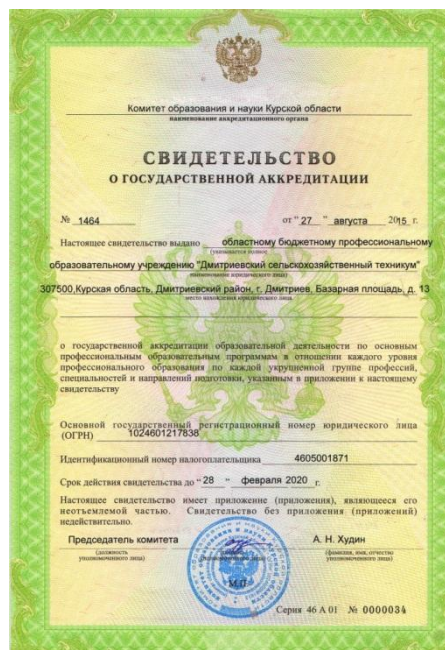 Комитет образования и науки Курской области
наименование аккредитационного органа
СВИДЕТЕЛЬСТВО
О ГОСУДАРСТВЕННОЙ АККРЕДИТАЦИИ
№ 1464 от "27" августа 2015 г.
Настоящее свидетельство выдано областному бюджетному профессиональному
(указывается полное
образовательному учреждению "Дмитриевский сельскохозяйственный техникум"
наименование юридического лица)
307500,Курская область, Дмитриевский район, г. Дмитриев, Базарная площадь, д. 13
место нахождения юридического лица
о государственной аккредитации образовательной деятельности по основным
профессиональным образовательным программам в отношении каждого уровня
профессионального образования по каждой укрупненной группе профессий,
специальностей и направлений подготовки, указанным в приложении к настоящему
свидетельству
Основной государственный регистрационный номер юридического лица
(ОГРН) 1024601217838
Идентификационный номер налогоплательщика 4605001871
Срок действия свидетельства до "28" февраля 2020 г.
Настоящее свидетельство имеет приложение (приложения), являющееся его
неотъемлемой частью. Свидетельство без приложения (приложений)
недействительно.
Председатель комитета А. Н. Худин
(должность (фамилия, имя, отчество
уполномоченного лица) уполномоченного лица)
М.П.
Серия 46 А 01 № 0000034